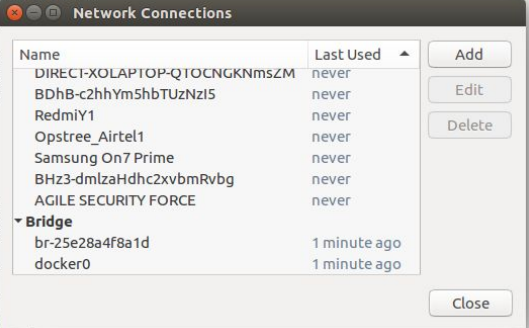 Network Connections
Name Last Used Add
DIRECT-XOLAPTOP-QTOCNGKNmsZM never
BDhB-c2hhYm5hbTUzNzI5 never Edit
RedmiY1 never
Opstree_Airtel1 never Delete
Samsung On7 Prime never
BHz3-dmlzaHdhc2xvbmRvbg never
AGILE SECURITY FORCE never
Bridge
br-25e28a4f8a1d 1 minute ago
docker0 1 minute ago
Close